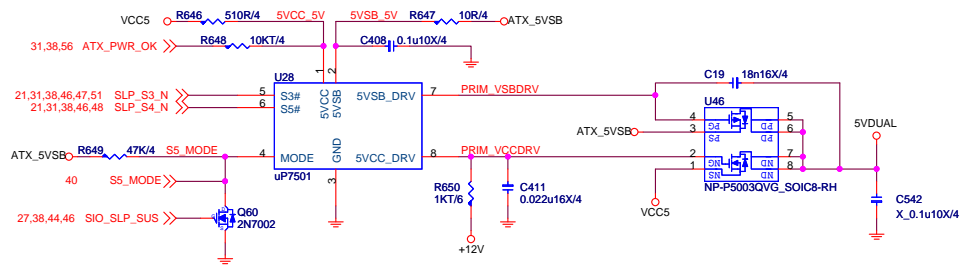 VCC5 R646 510R/4 5VCC_5V 5VSB_5V R647 10R/4 ATX_5VSB
31,38,56 ATX_PWR_OK R648 10KT/4 C408 0.1u10X/4
U28 1 2 C19 18n16X/4
21,31,38,46,47,51 SLP_S3_N 5 S3# 5VCC 5VSB 5VSB_DRV 7 PRIM_VSBDRV
21,31,38,46,48 SLP_S4_N 6 S5# U46
4 PG PD 5
ATX_5VSB 3 PS PD 6 5VDUAL
ATX_5VSB R649 47K/4 S5_MODE 4 MODE GND 5VCC_DRV 8 PRIM_VCCDRV 2 NG ND 7
uP7501 3 1 NS ND 8
40 S5_MODE R650 1KT/6 C411 0.022u16X/4 VCC5 NP-P5003QVG_SOIC8-RH
C542
X_0.1u10X/4
27,38,44,46 SIO_SLP_SUS Q60
2N7002
+12V